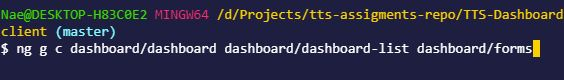 Nae@DESKTOP-H83C0E2 MINGW64 /d/Projects/tts-assigments-repo/TTS-Dashboard
client (master)
$ ng g c dashboard/dashboard dashboard/dashboard-list dashboard/forms